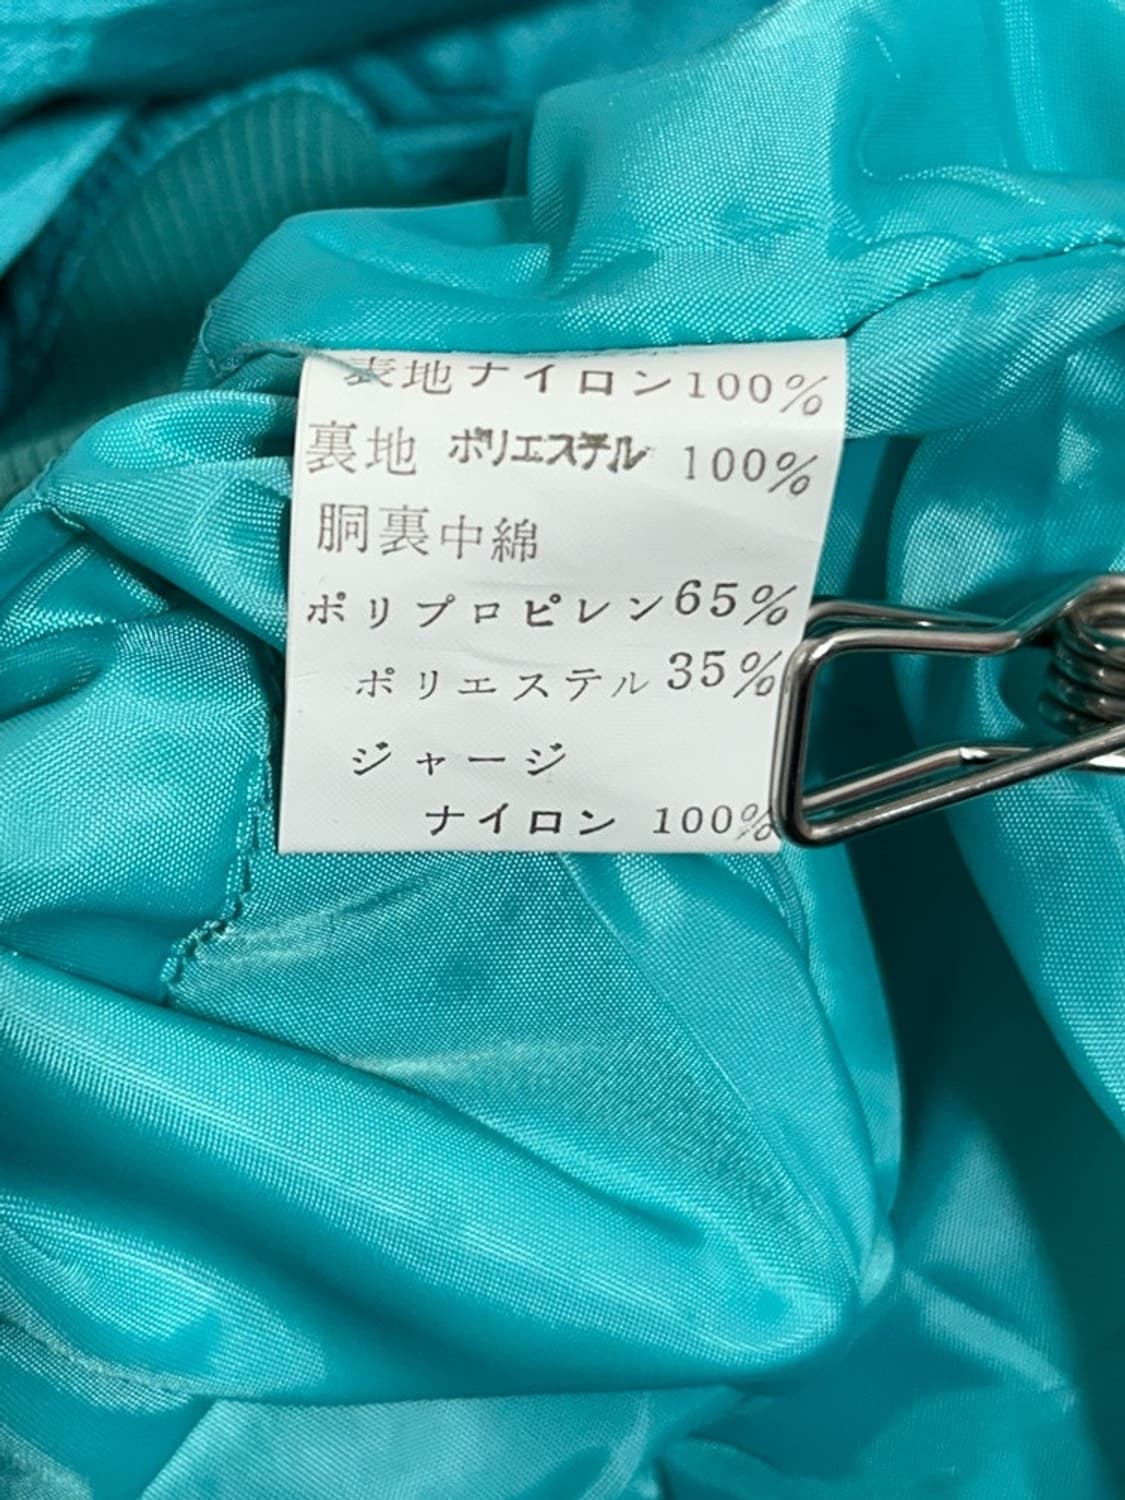 表地ナイロン100%
裏地 ポリエステル 100%
胴裏中綿
ポリプロピレン65%
ポリエステル35%
ジャージ
ナイロン 100%